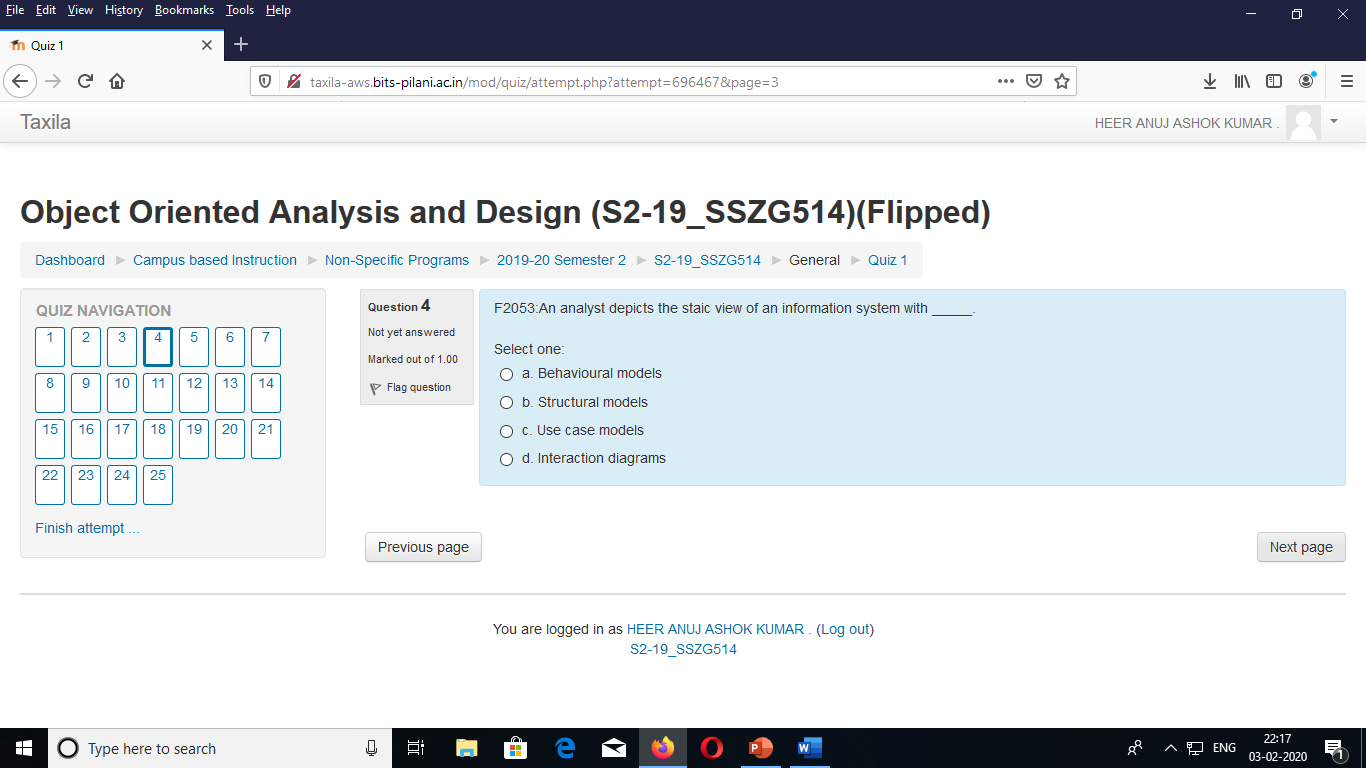 File Edit View History Bookmarks Tools Help
Quiz 1
taxila-aws.bits-pilani.ac.in/mod/quiz/attempt.php?attempt=696467&page=3
Taxila
HEER ANUJ ASHOK KUMAR .
Object Oriented Analysis and Design (S2-19_SSZG514)(Flipped)
Dashboard Campus based Instruction Non-Specific Programs 2019-20 Semester 2 S2-19_SSZG514 General Quiz 1
QUIZ NAVIGATION
1 2 3 4 5 6 7
8 9 10 11 12 13 14
15 16 17 18 19 20 21
22 23 24 25
Finish attempt ...
Question 4
Not yet answered
Marked out of 1.00
Flag question
F2053:An analyst depicts the staic view of an information system with _____.
Select one:
a. Behavioural models
b. Structural models
c. Use case models
d. Interaction diagrams
Previous page
Next page
You are logged in as HEER ANUJ ASHOK KUMAR . (Log out)
S2-19_SSZG514
Type here to search
ENG
22:17
03-02-2020
1